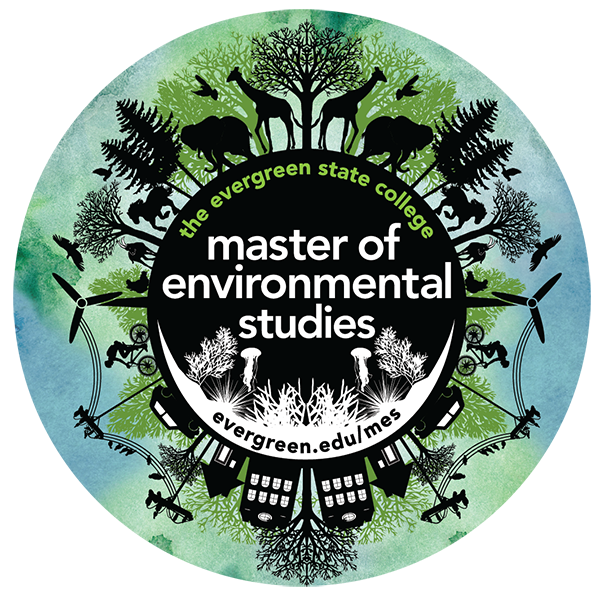 the evergreen state college
master of
environmental
studies
evergreen.edu/mes